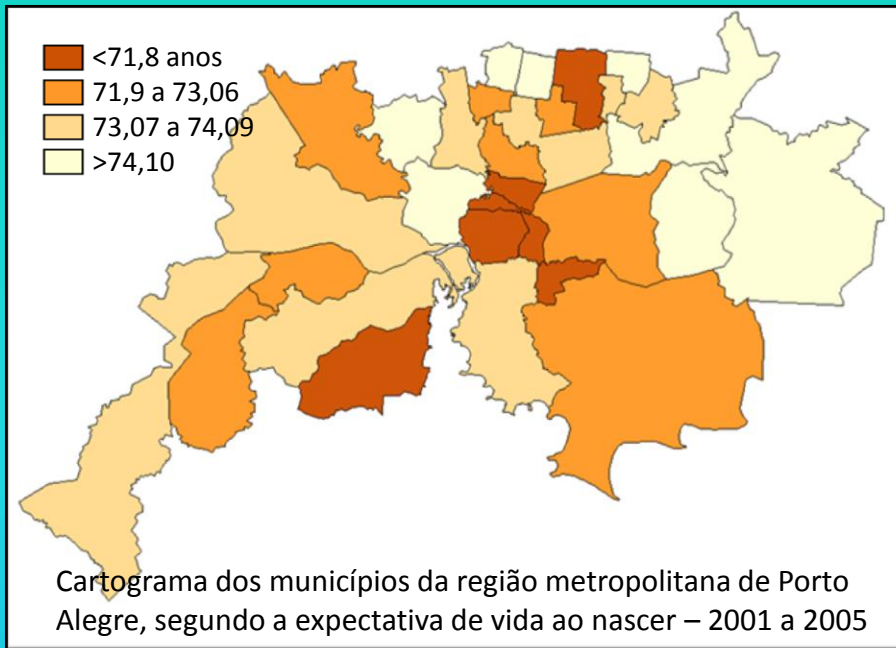 <71,8 anos
71,9 a 73,06
73,07 a 74,09
>74,10
Cartograma dos municípios da região metropolitana de Porto
Alegre, segundo a expectativa de vida ao nascer – 2001 a 2005